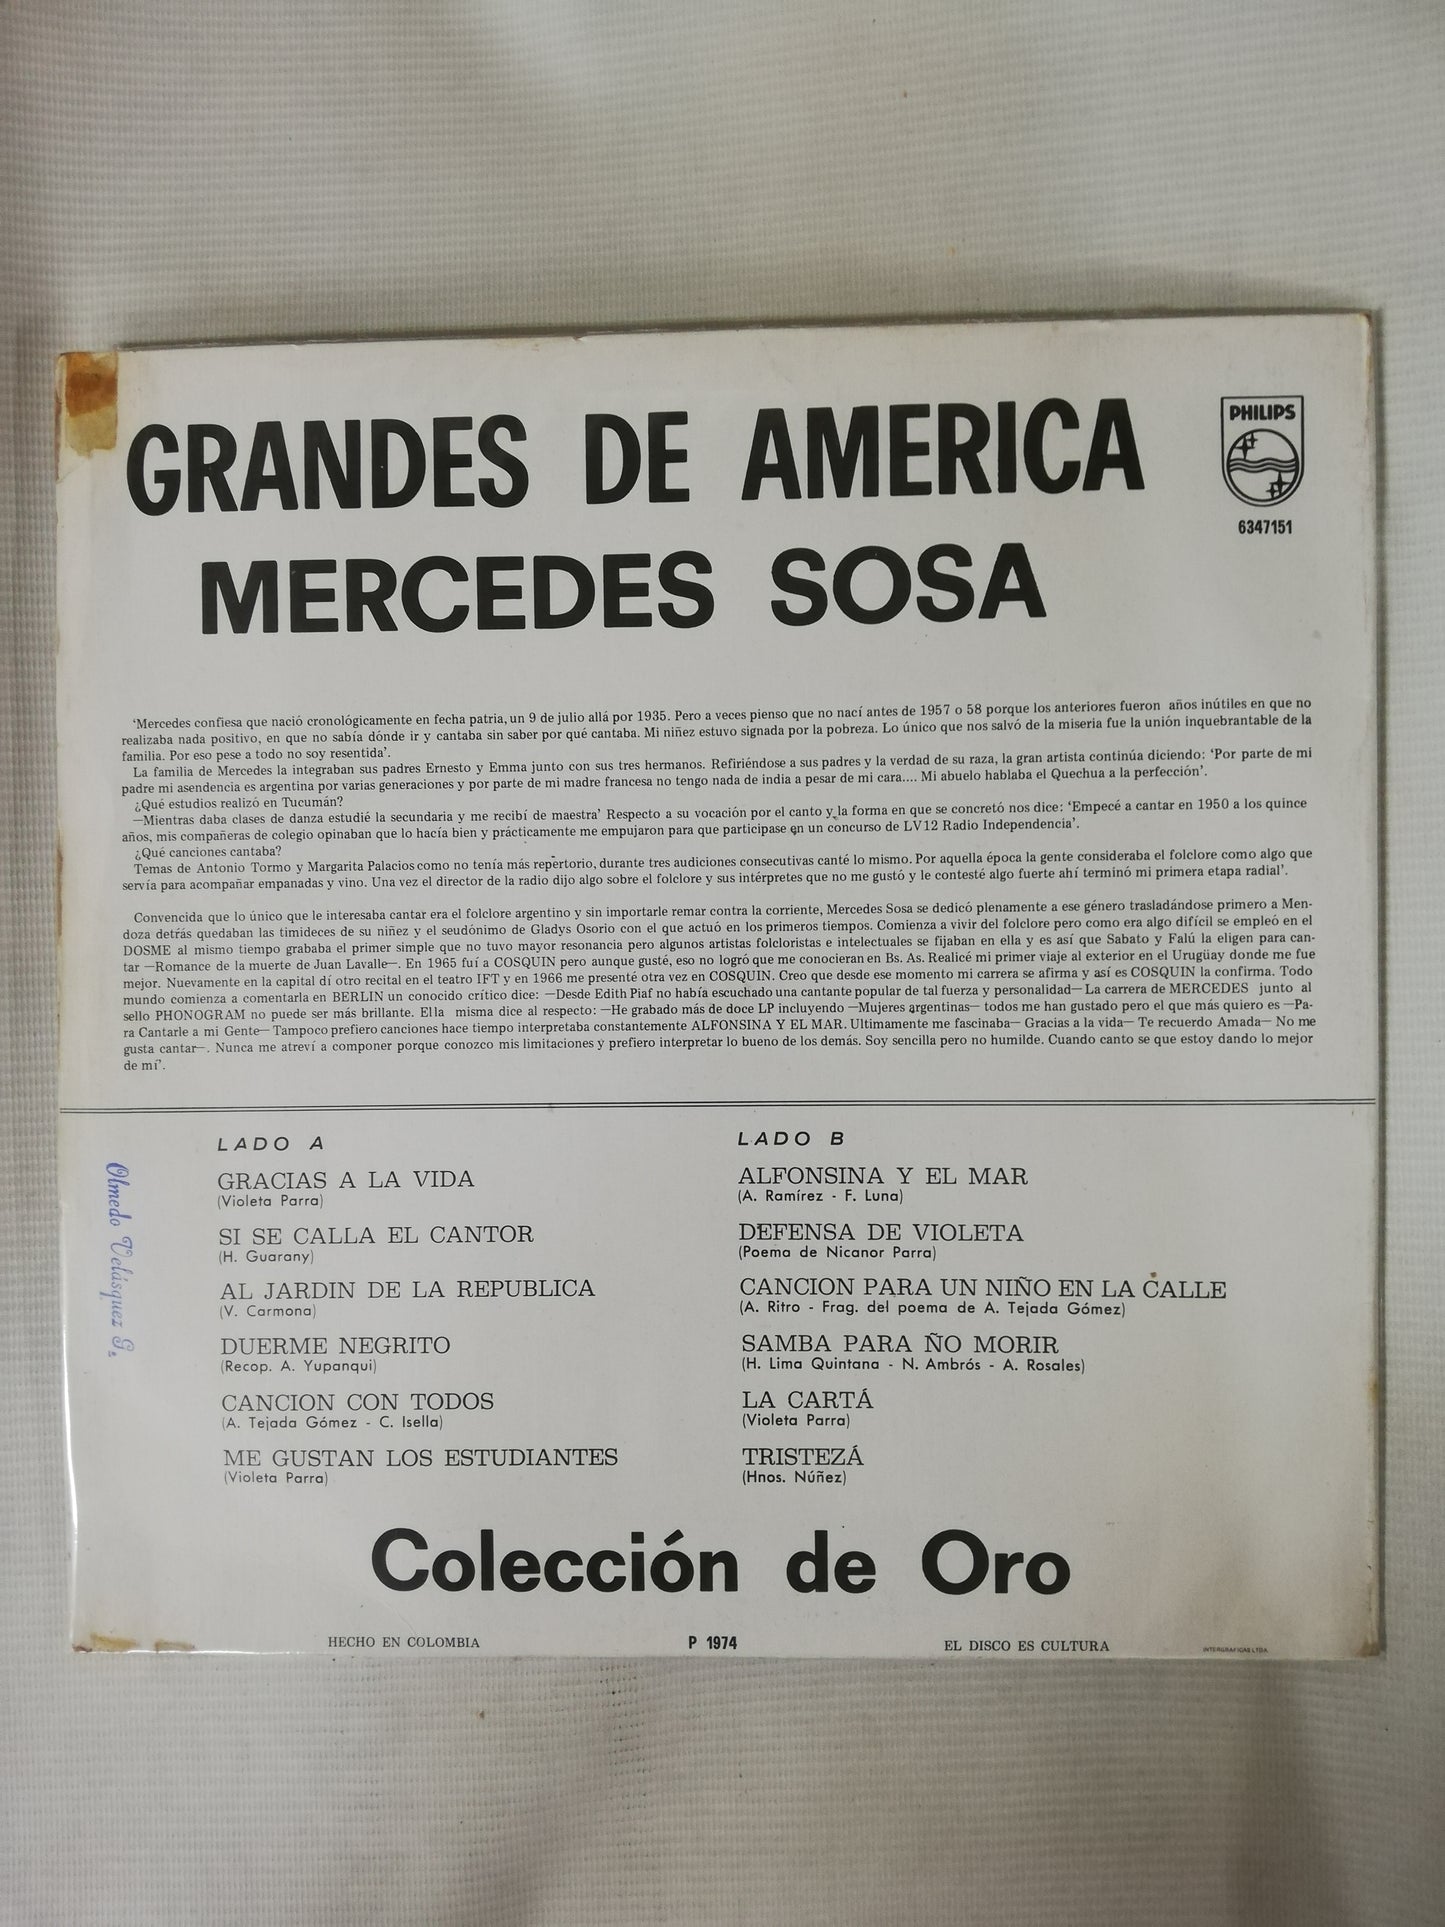 GRANDES DE AMERICA
MERCEDES SOSA
PHILIPS
6347151
'Mercedes confiesa que nació cronológicamente en fecha patria, un 9 de julio allá por 1935. Pero a veces pienso que no nací antes de 1957 o 58 porque los anteriores fueron años inútiles en que no
realizaba nada positivo, en que no sabía dónde ir y cantaba sin saber por qué cantaba. Mi niñez estuvo signada por la pobreza. Lo único que nos salvó de la miseria fue la unión inquebrantable de la
familia. Por eso pese a todo no soy resentida'.
La familia de Mercedes la integraban sus padres Ernesto y Emma junto con sus tres hermanos. Refiriéndose a sus padres y la verdad de su raza, la gran artista continúa diciendo: 'Por parte de mi
padre mi asendencia es argentina por varias generaciones y por parte de mi madre francesa no tengo nada de india a pesar de mi cara.... Mi abuelo hablaba el Quechua a la perfección'.
¿Qué estudios realizó en Tucumán?
—Mientras daba clases de danza estudié la secundaria y me recibí de maestra' Respecto a su vocación por el canto y la forma en que se concretó nos dice: 'Empecé a cantar en 1950 a los quince
años, mis compañeras de colegio opinaban que lo hacía bien y prácticamente me empujaron para que participase en un concurso de LV12 Radio Independencia'.
¿Qué canciones cantaba?
Temas de Antonio Tormo y Margarita Palacios como no tenía más repertorio, durante tres audiciones consecutivas canté lo mismo. Por aquella época la gente consideraba el folclore como algo que
servía para acompañar empanadas y vino. Una vez el director de la radio dijo algo sobre el folclore y sus intérpretes que no me gustó y le contesté algo fuerte ahí terminó mi primera etapa radial'.
Convencida que lo único que le interesaba cantar era el folclore argentino y sin importarle remar contra la corriente, Mercedes Sosa se dedicó plenamente a ese género trasladándose primero a Men-
doza detrás quedaban las timideces de su niñez y el seudónimo de Gladys Osorio con el que actuó en los primeros tiempos. Comienza a vivir del folclore pero como era algo difícil se empleó en el
DOSME al mismo tiempo grababa el primer simple que no tuvo mayor resonancia pero algunos artistas folcloristas e intelectuales se fijaban en ella y es así que Sabato y Falú la eligen para can-
tar —Romance de la muerte de Juan Lavalle—. En 1965 fuí a COSQUIN pero aunque gusté, eso no logró que me conocieran en Bs. As. Realicé mi primer viaje al exterior en el Urugüay donde me fue
mejor. Nuevamente en la capital dí otro recital en el teatro IFT y en 1966 me presenté otra vez en COSQUIN. Creo que desde ese momento mi carrera se afirma y así es COSQUIN la confirma. Todo
mundo comienza a comentarla en BERLIN un conocido crítico dice: —Desde Edith Piaf no había escuchado una cantante popular de tal fuerza y personalidad— La carrera de MERCEDES junto al
sello PHONOGRAM no puede ser más brillante. Ella misma dice al respecto: —He grabado más de doce LP incluyendo —Mujeres argentinas— todos me han gustado pero el que más quiero es —Pa-
ra Cantarle a mi Gente— Tampoco prefiero canciones hace tiempo interpretaba constantemente ALFONSINA Y EL MAR. Ultimamente me fascinaba— Gracias a la vida— Te recuerdo Amada— No me
gusta cantar—. Nunca me atreví a componer porque conozco mis limitaciones y prefiero interpretar lo bueno de los demás. Soy sencilla pero no humilde. Cuando canto se que estoy dando lo mejor
de mí'.
Olmedo Velásquez G.
LADO A
GRACIAS A LA VIDA
(Violeta Parra)
SI SE CALLA EL CANTOR
(H. Guarany)
AL JARDIN DE LA REPUBLICA
(V. Carmona)
DUERME NEGRITO
(Recop. A. Yupanqui)
CANCION CON TODOS
(A. Tejada Gómez - C. Isella)
ME GUSTAN LOS ESTUDIANTES
(Violeta Parra)
LADO B
ALFONSINA Y EL MAR
(A. Ramírez - F. Luna)
DEFENSA DE VIOLETA
(Poema de Nicanor Parra)
CANCION PARA UN NIÑO EN LA CALLE
(A. Ritro - Frag. del poema de A. Tejada Gómez)
SAMBA PARA ÑO MORIR
(H. Lima Quintana - N. Ambrós - A. Rosales)
LA CARTÁ
(Violeta Parra)
TRISTEZÁ
(Hnos. Núñez)
Colección de Oro
HECHO EN COLOMBIA
P 1974
EL DISCO ES CULTURA
INTERGRAFICAS LTDA.